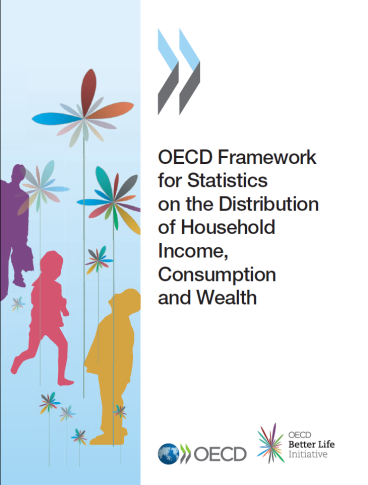 OECD Framework
for Statistics
on the Distribution
of Household
Income,
Consumption
and Wealth
OECD
OECD
Better Life
Initiative